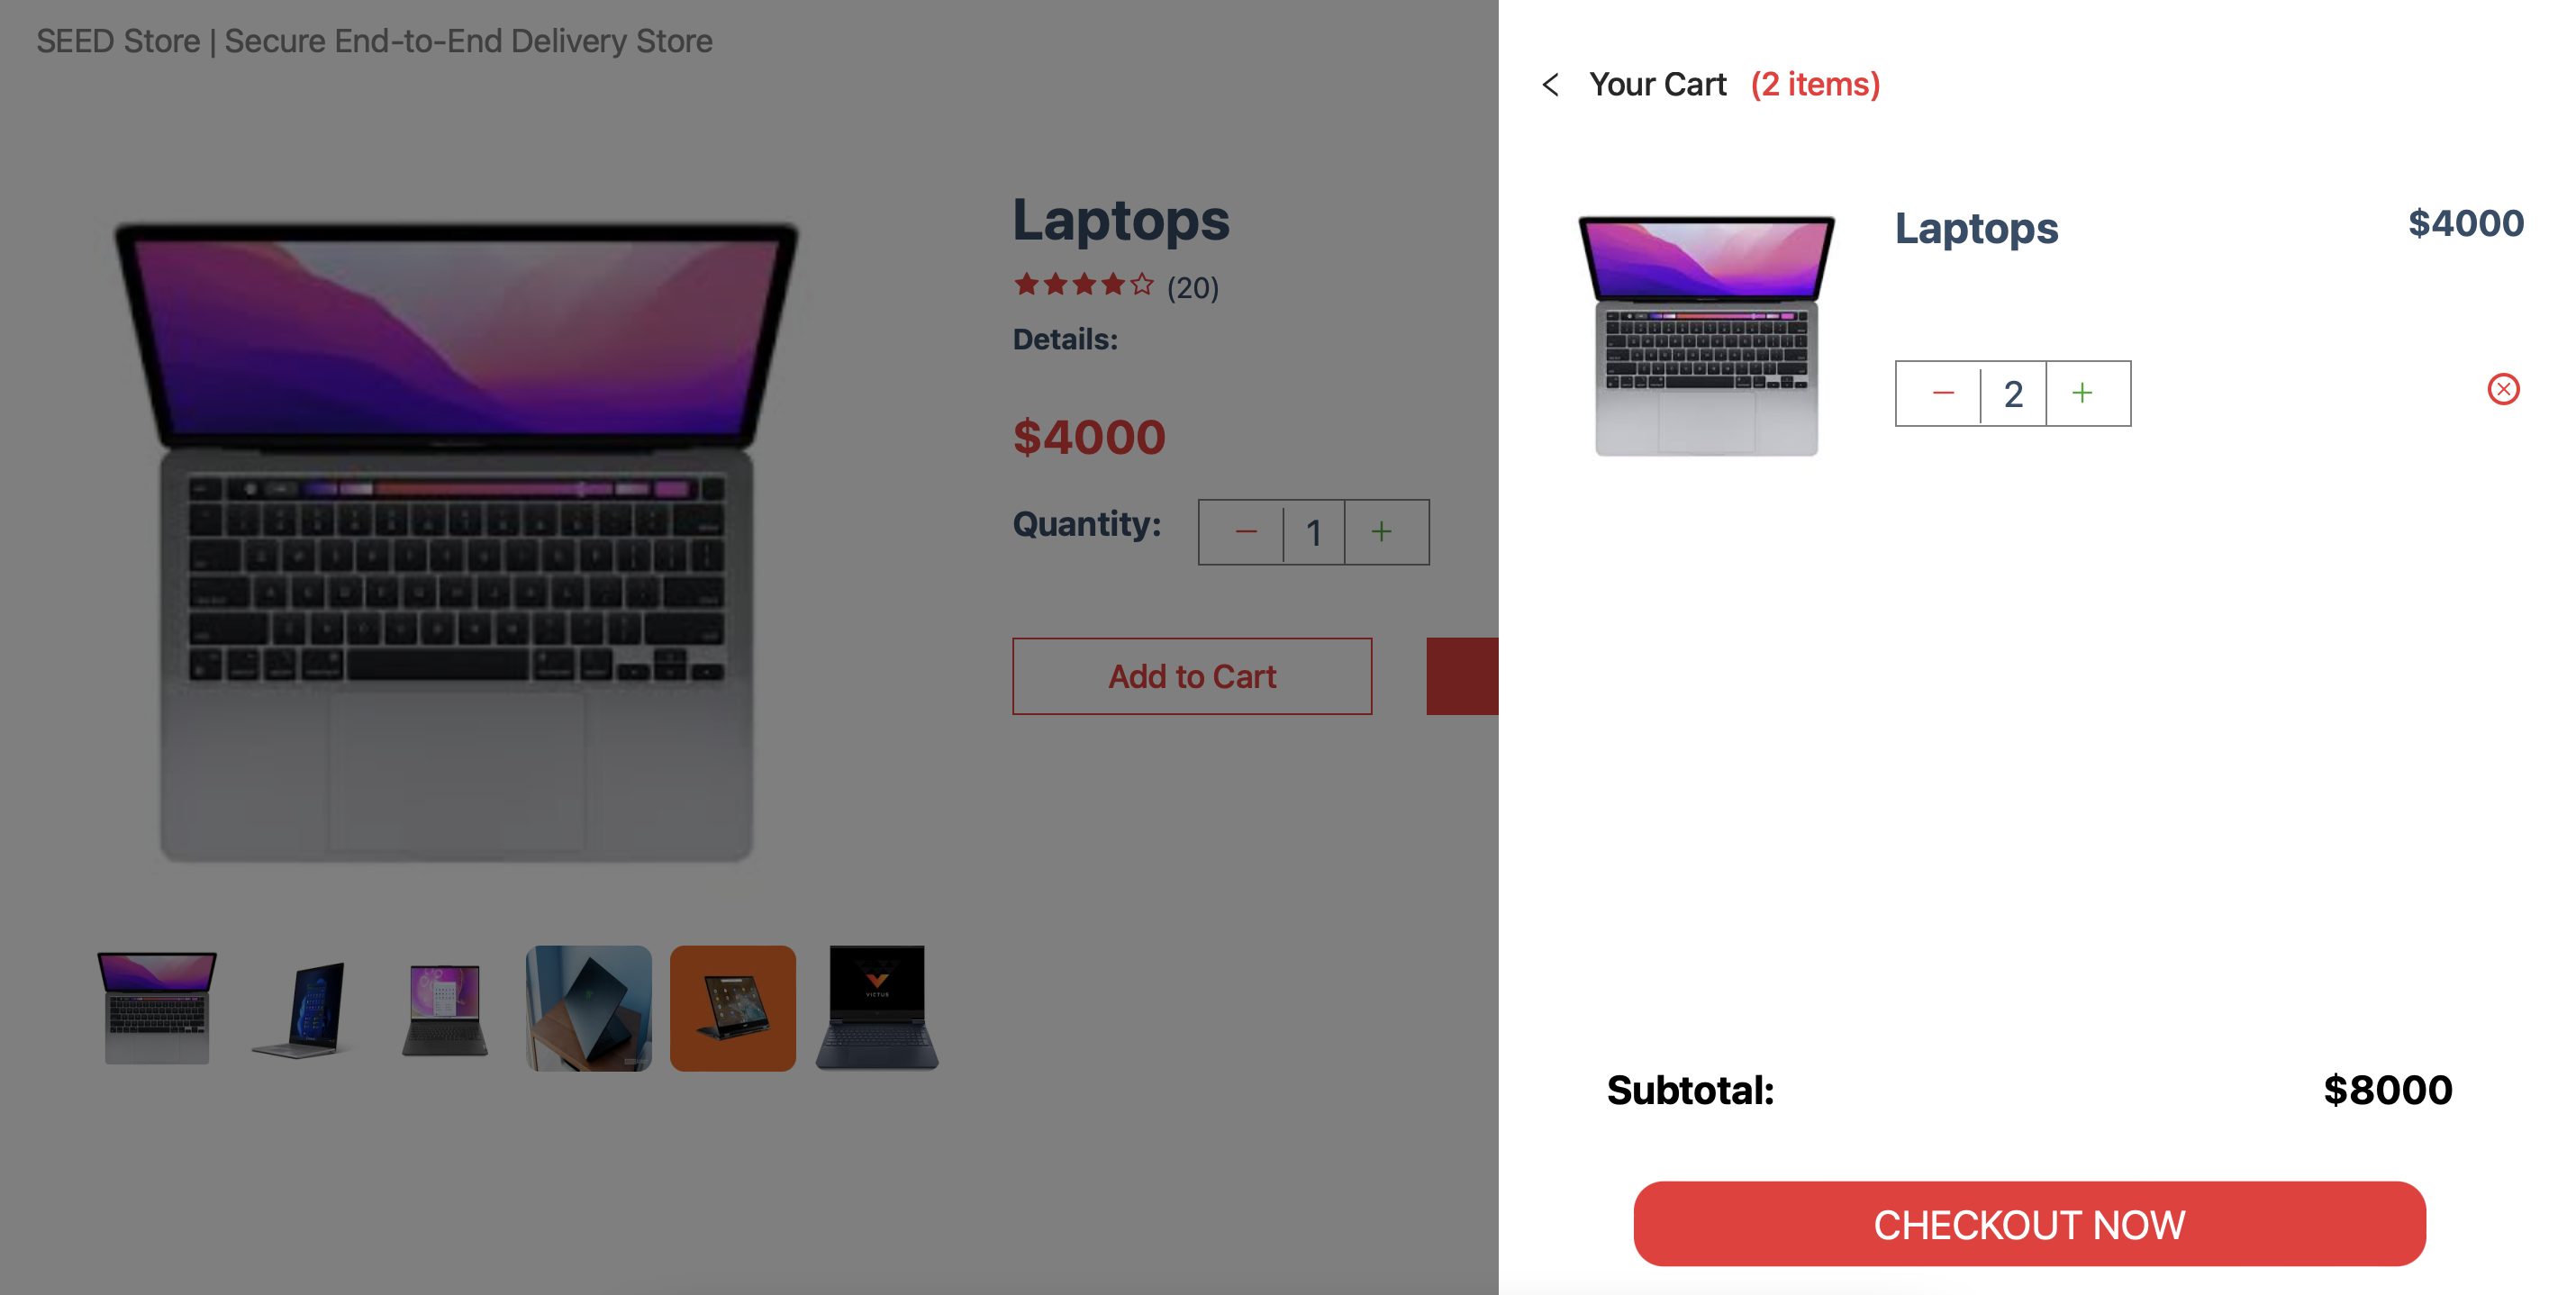 SEED Store | Secure End-to-End Delivery Store
Laptops
(20)
Details:
$4000
Quantity:
1
Add to Cart
VICTUS
Your Cart (2 items)
Laptops
$4000
2
Subtotal:
$8000
CHECKOUT NOW